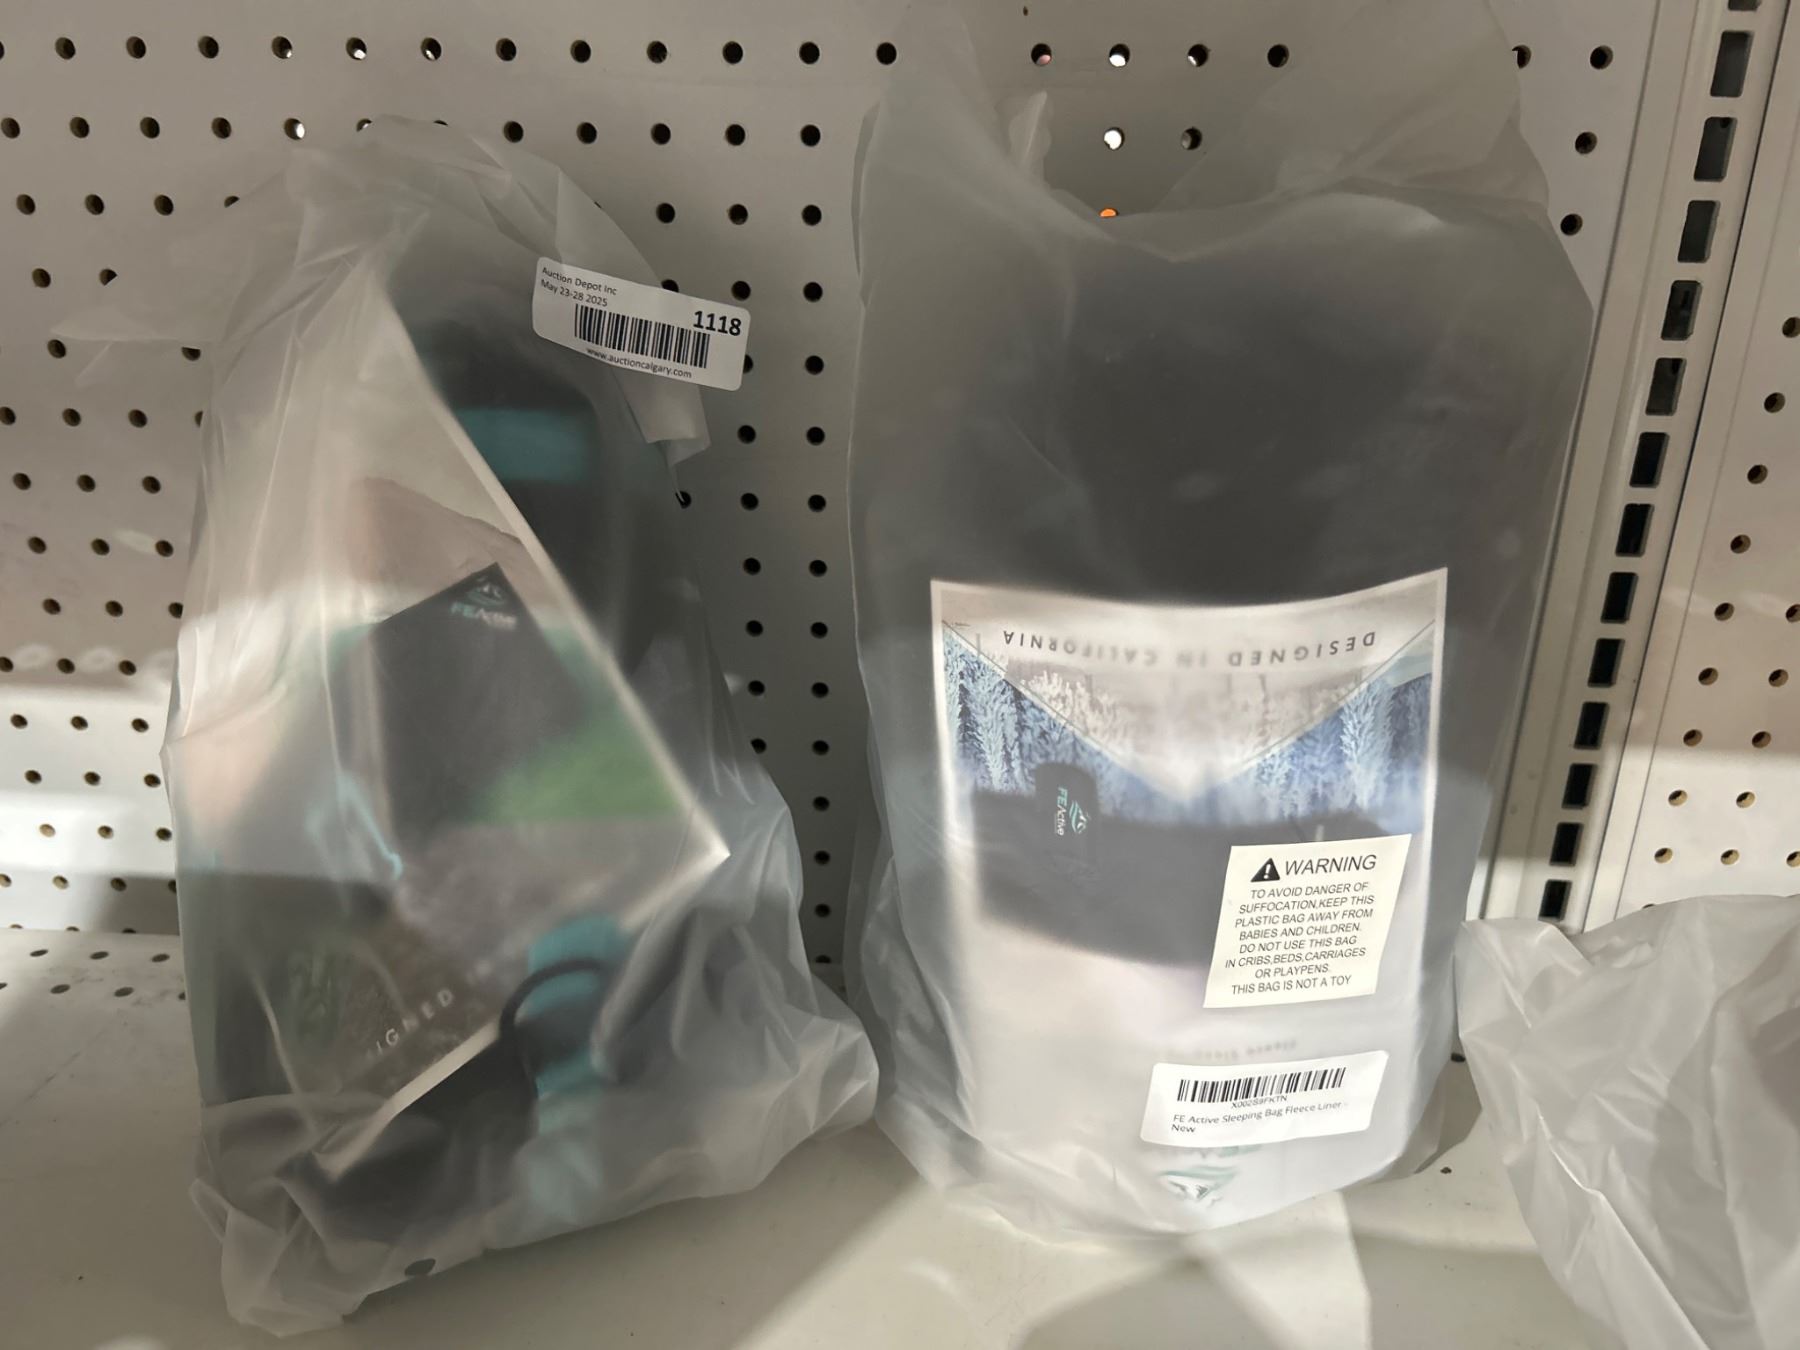 Auction Depot Inc
May 23-28 2025
1118
www.auctioncalgary.com
FEActive
IGNED
DESIGNED IN CALIFORNIA
FEActive
WARNING
TO AVOID DANGER OF
SUFFOCATION,KEEP THIS
PLASTIC BAG AWAY FROM
BABIES AND CHILDREN.
DO NOT USE THIS BAG
IN CRIBS,BEDS,CARRIAGES
OR PLAYPENS.
THIS BAG IS NOT A TOY
X002S9FKTN
FE Active Sleeping Bag Fleece Liner -
New